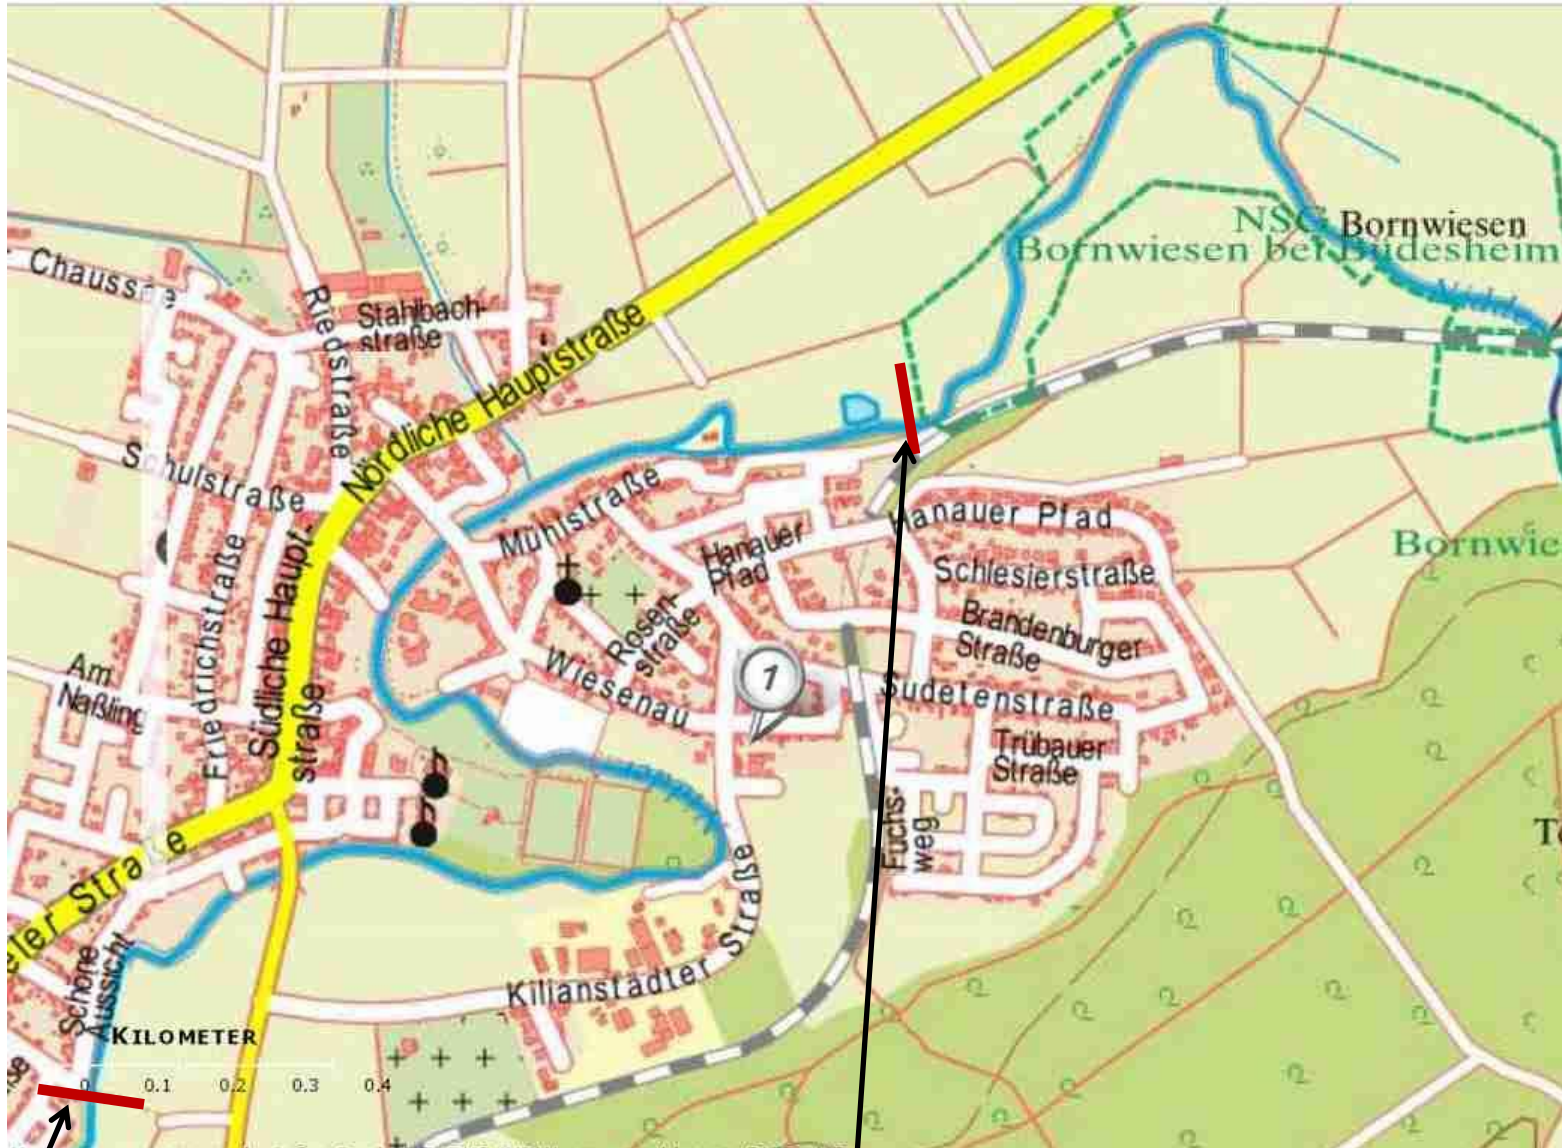 NSG
Bornwiesen
Bornwiesen bei Büdesheim
Chaussee
Riedstraße
Stahlbach-
straße
Nördliche Hauptstraße
Schulstraße
Mühlstraße
Hanauer Pfad
Hanauer
Pfad
Schlesierstraße
Bornwie
Friedrichstraße
Südliche Haupt-
straße
Rosen-
straße
Brandenburger
Straße
Wiesenau
1
Am
Naßling
Sudetenstraße
Trübauer
Straße
Fuchs-
weg
eler Straße
Schöne
Aussicht
Kilianstädter Straße
KILOMETER
0 0.1 0.2 0.3 0.4